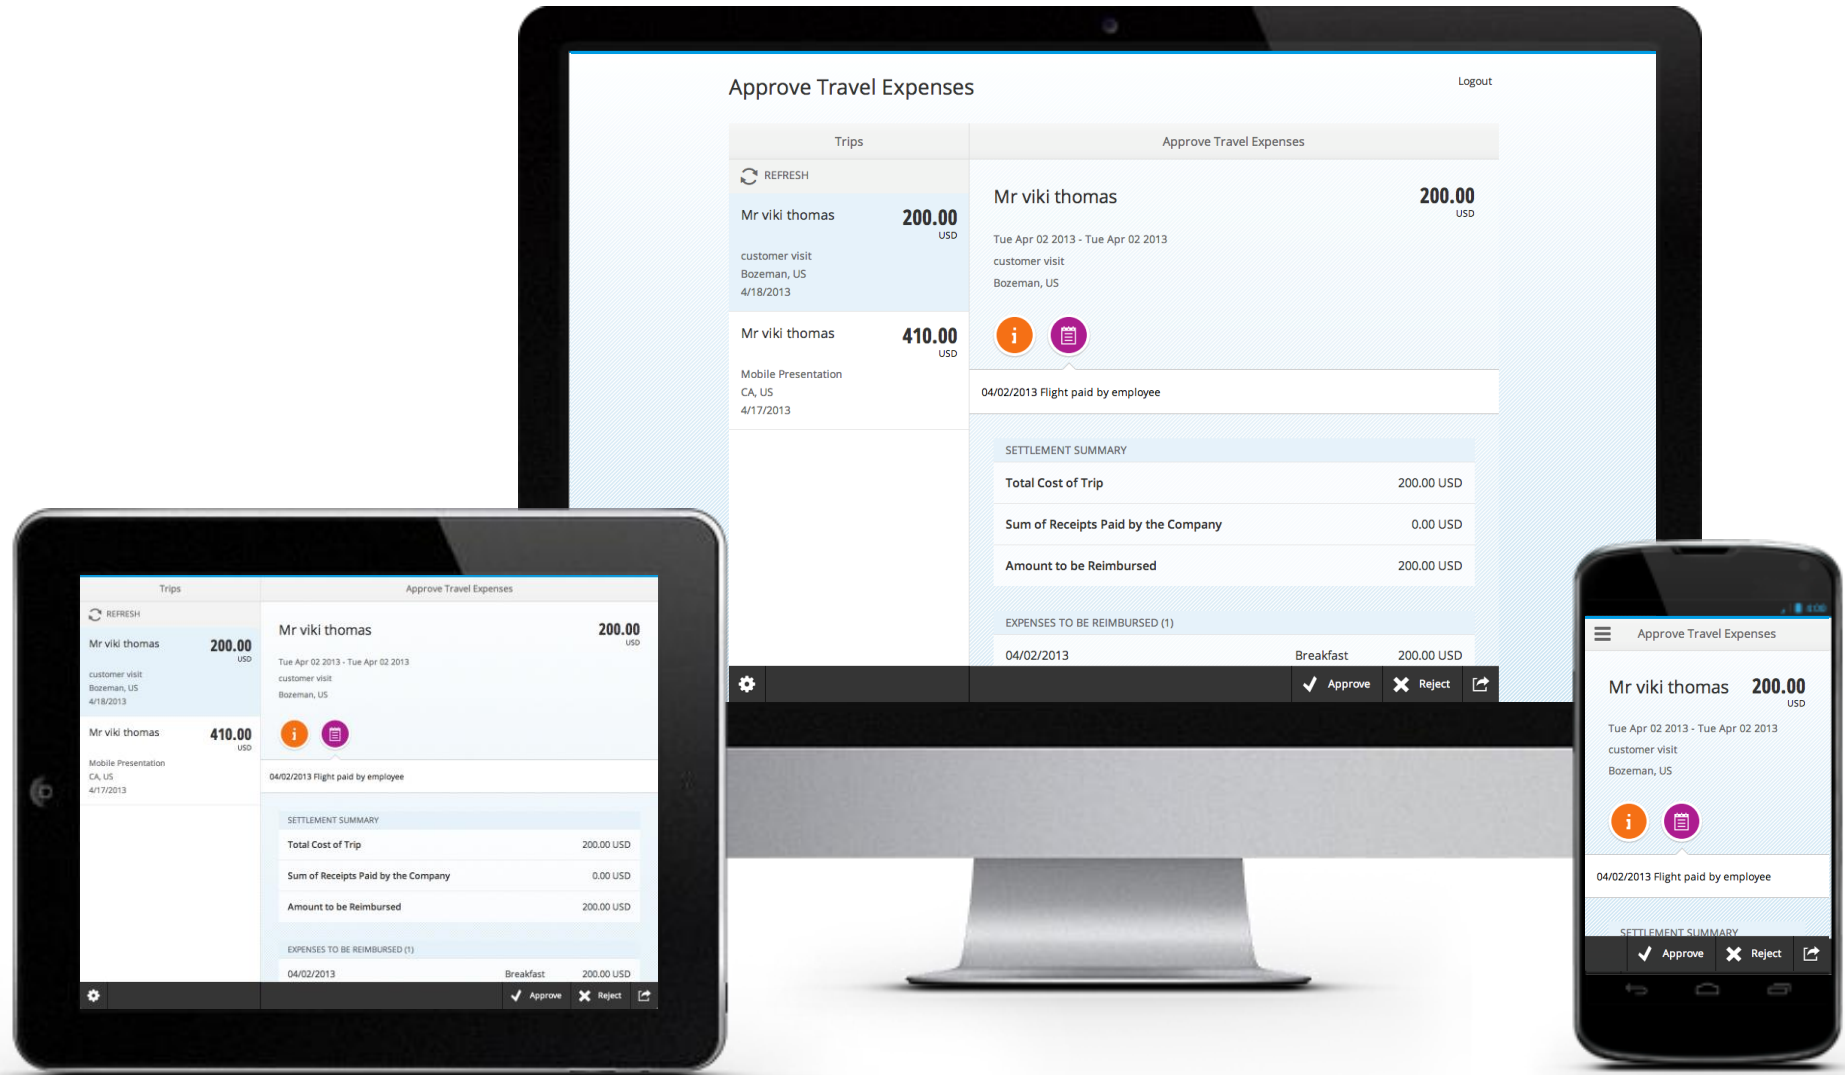 Approve Travel Expenses
Logout
Trips
Approve Travel Expenses
REFRESH
Mr viki thomas 200.00
USD
customer visit
Bozeman, US
4/18/2013
Mr viki thomas 410.00
USD
Mobile Presentation
CA, US
4/17/2013
Mr viki thomas 200.00
USD
Tue Apr 02 2013 - Tue Apr 02 2013
customer visit
Bozeman, US
04/02/2013 Flight paid by employee
SETTLEMENT SUMMARY
Total Cost of Trip 200.00 USD
Sum of Receipts Paid by the Company 0.00 USD
Amount to be Reimbursed 200.00 USD
EXPENSES TO BE REIMBURSED (1)
04/02/2013 Breakfast 200.00 USD
Approve Reject
Trips
Approve Travel Expenses
REFRESH
Mr viki thomas 200.00
USD
customer visit
Bozeman, US
4/18/2013
Mr viki thomas 410.00
USD
Mobile Presentation
CA, US
4/17/2013
Mr viki thomas 200.00
USD
Tue Apr 02 2013 - Tue Apr 02 2013
customer visit
Bozeman, US
04/02/2013 Flight paid by employee
SETTLEMENT SUMMARY
Total Cost of Trip 200.00 USD
Sum of Receipts Paid by the Company 0.00 USD
Amount to be Reimbursed 200.00 USD
EXPENSES TO BE REIMBURSED (1)
04/02/2013 Breakfast 200.00 USD
Approve Reject
Approve Travel Expenses
Mr viki thomas 200.00
USD
Tue Apr 02 2013 - Tue Apr 02 2013
customer visit
Bozeman, US
04/02/2013 Flight paid by employee
SETTLEMENT SUMMARY
Approve Reject